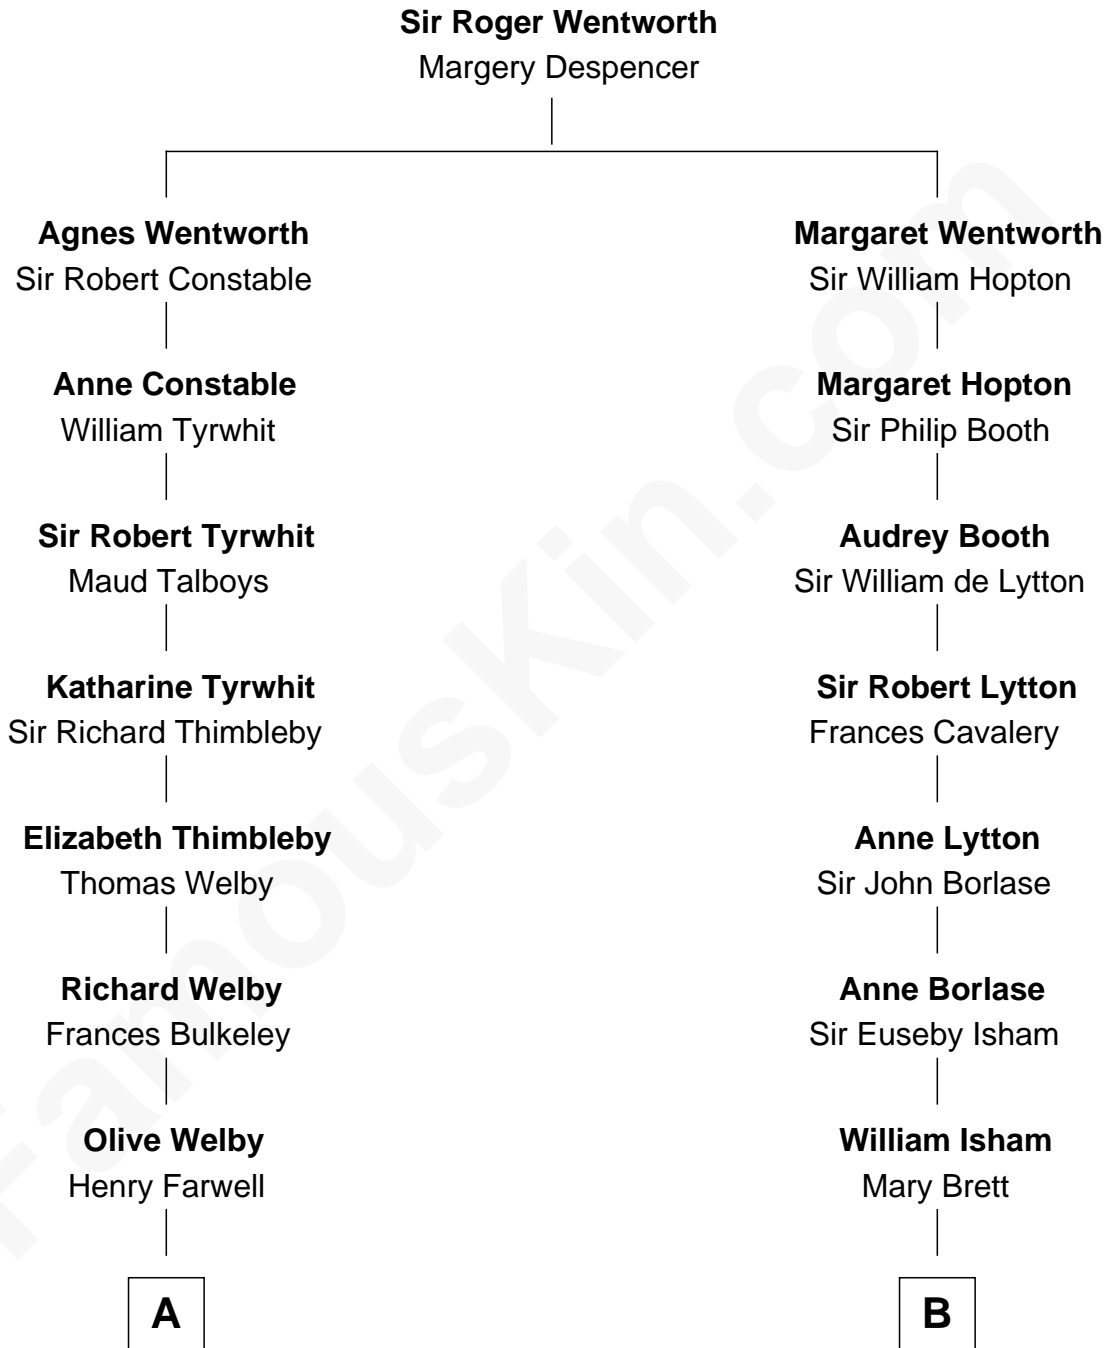 Sir Roger Wentworth
Margery Despencer
Agnes Wentworth
Sir Robert Constable
Margaret Wentworth
Sir William Hopton
Anne Constable
William Tyrwhit
Margaret Hopton
Sir Philip Booth
Sir Robert Tyrwhit
Maud Talboys
Audrey Booth
Sir William de Lytton
Katharine Tyrwhit
Sir Richard Thimbleby
Sir Robert Lytton
Frances Cavalery
Elizabeth Thimbleby
Thomas Welby
Anne Lytton
Sir John Borlase
Richard Welby
Frances Bulkeley
Anne Borlase
Sir Euseby Isham
Olive Welby
Henry Farwell
William Isham
Mary Brett
A
B
FamousKin.com